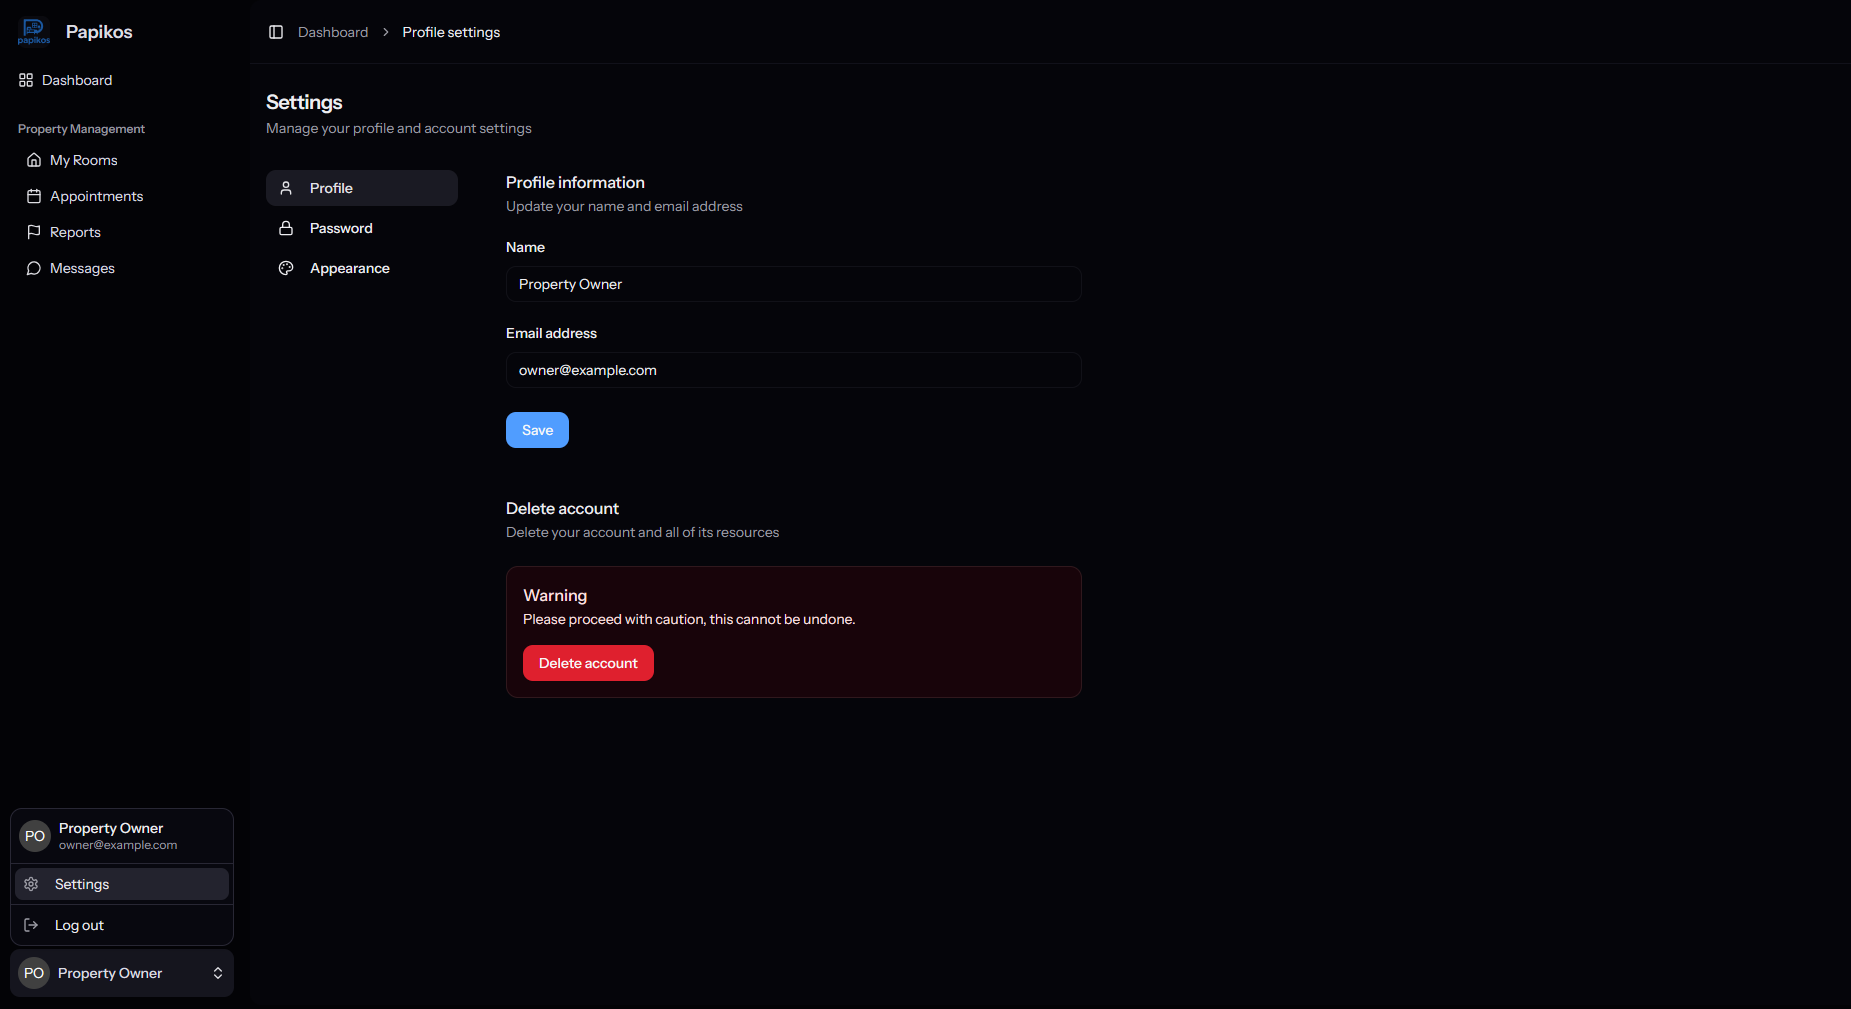 papikos
Papikos
Dashboard
Property Management
My Rooms
Appointments
Reports
Messages
Dashboard > Profile settings
Settings
Manage your profile and account settings
Profile
Password
Appearance
Profile information
Update your name and email address
Name
Property Owner
Email address
owner@example.com
Save
Delete account
Delete your account and all of its resources
Warning
Please proceed with caution, this cannot be undone.
Delete account
PO
Property Owner
owner@example.com
Settings
Log out
PO Property Owner